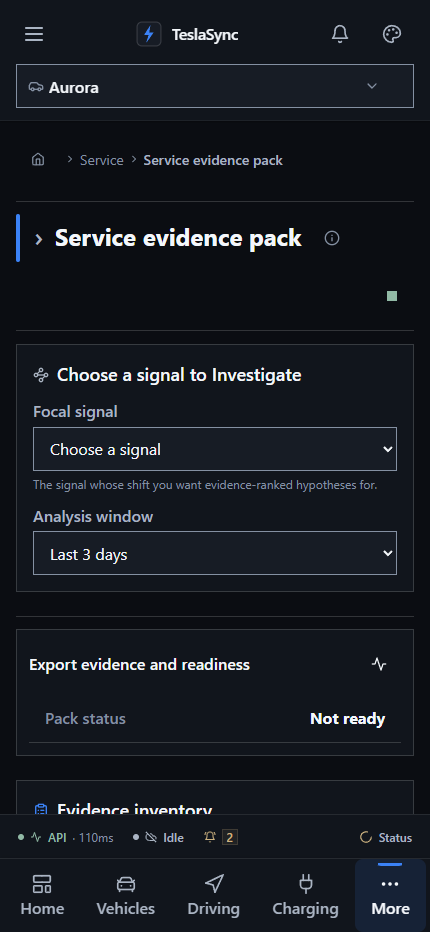 TeslaSync
Aurora
Service
Service evidence pack
Service evidence pack
Choose a signal to Investigate
Focal signal
Choose a signal
The signal whose shift you want evidence-ranked hypotheses for.
Analysis window
Last 3 days
Export evidence and readiness
Pack status Not ready
Evidence inventory
API · 110ms Idle 2 Status
Home Vehicles Driving Charging More